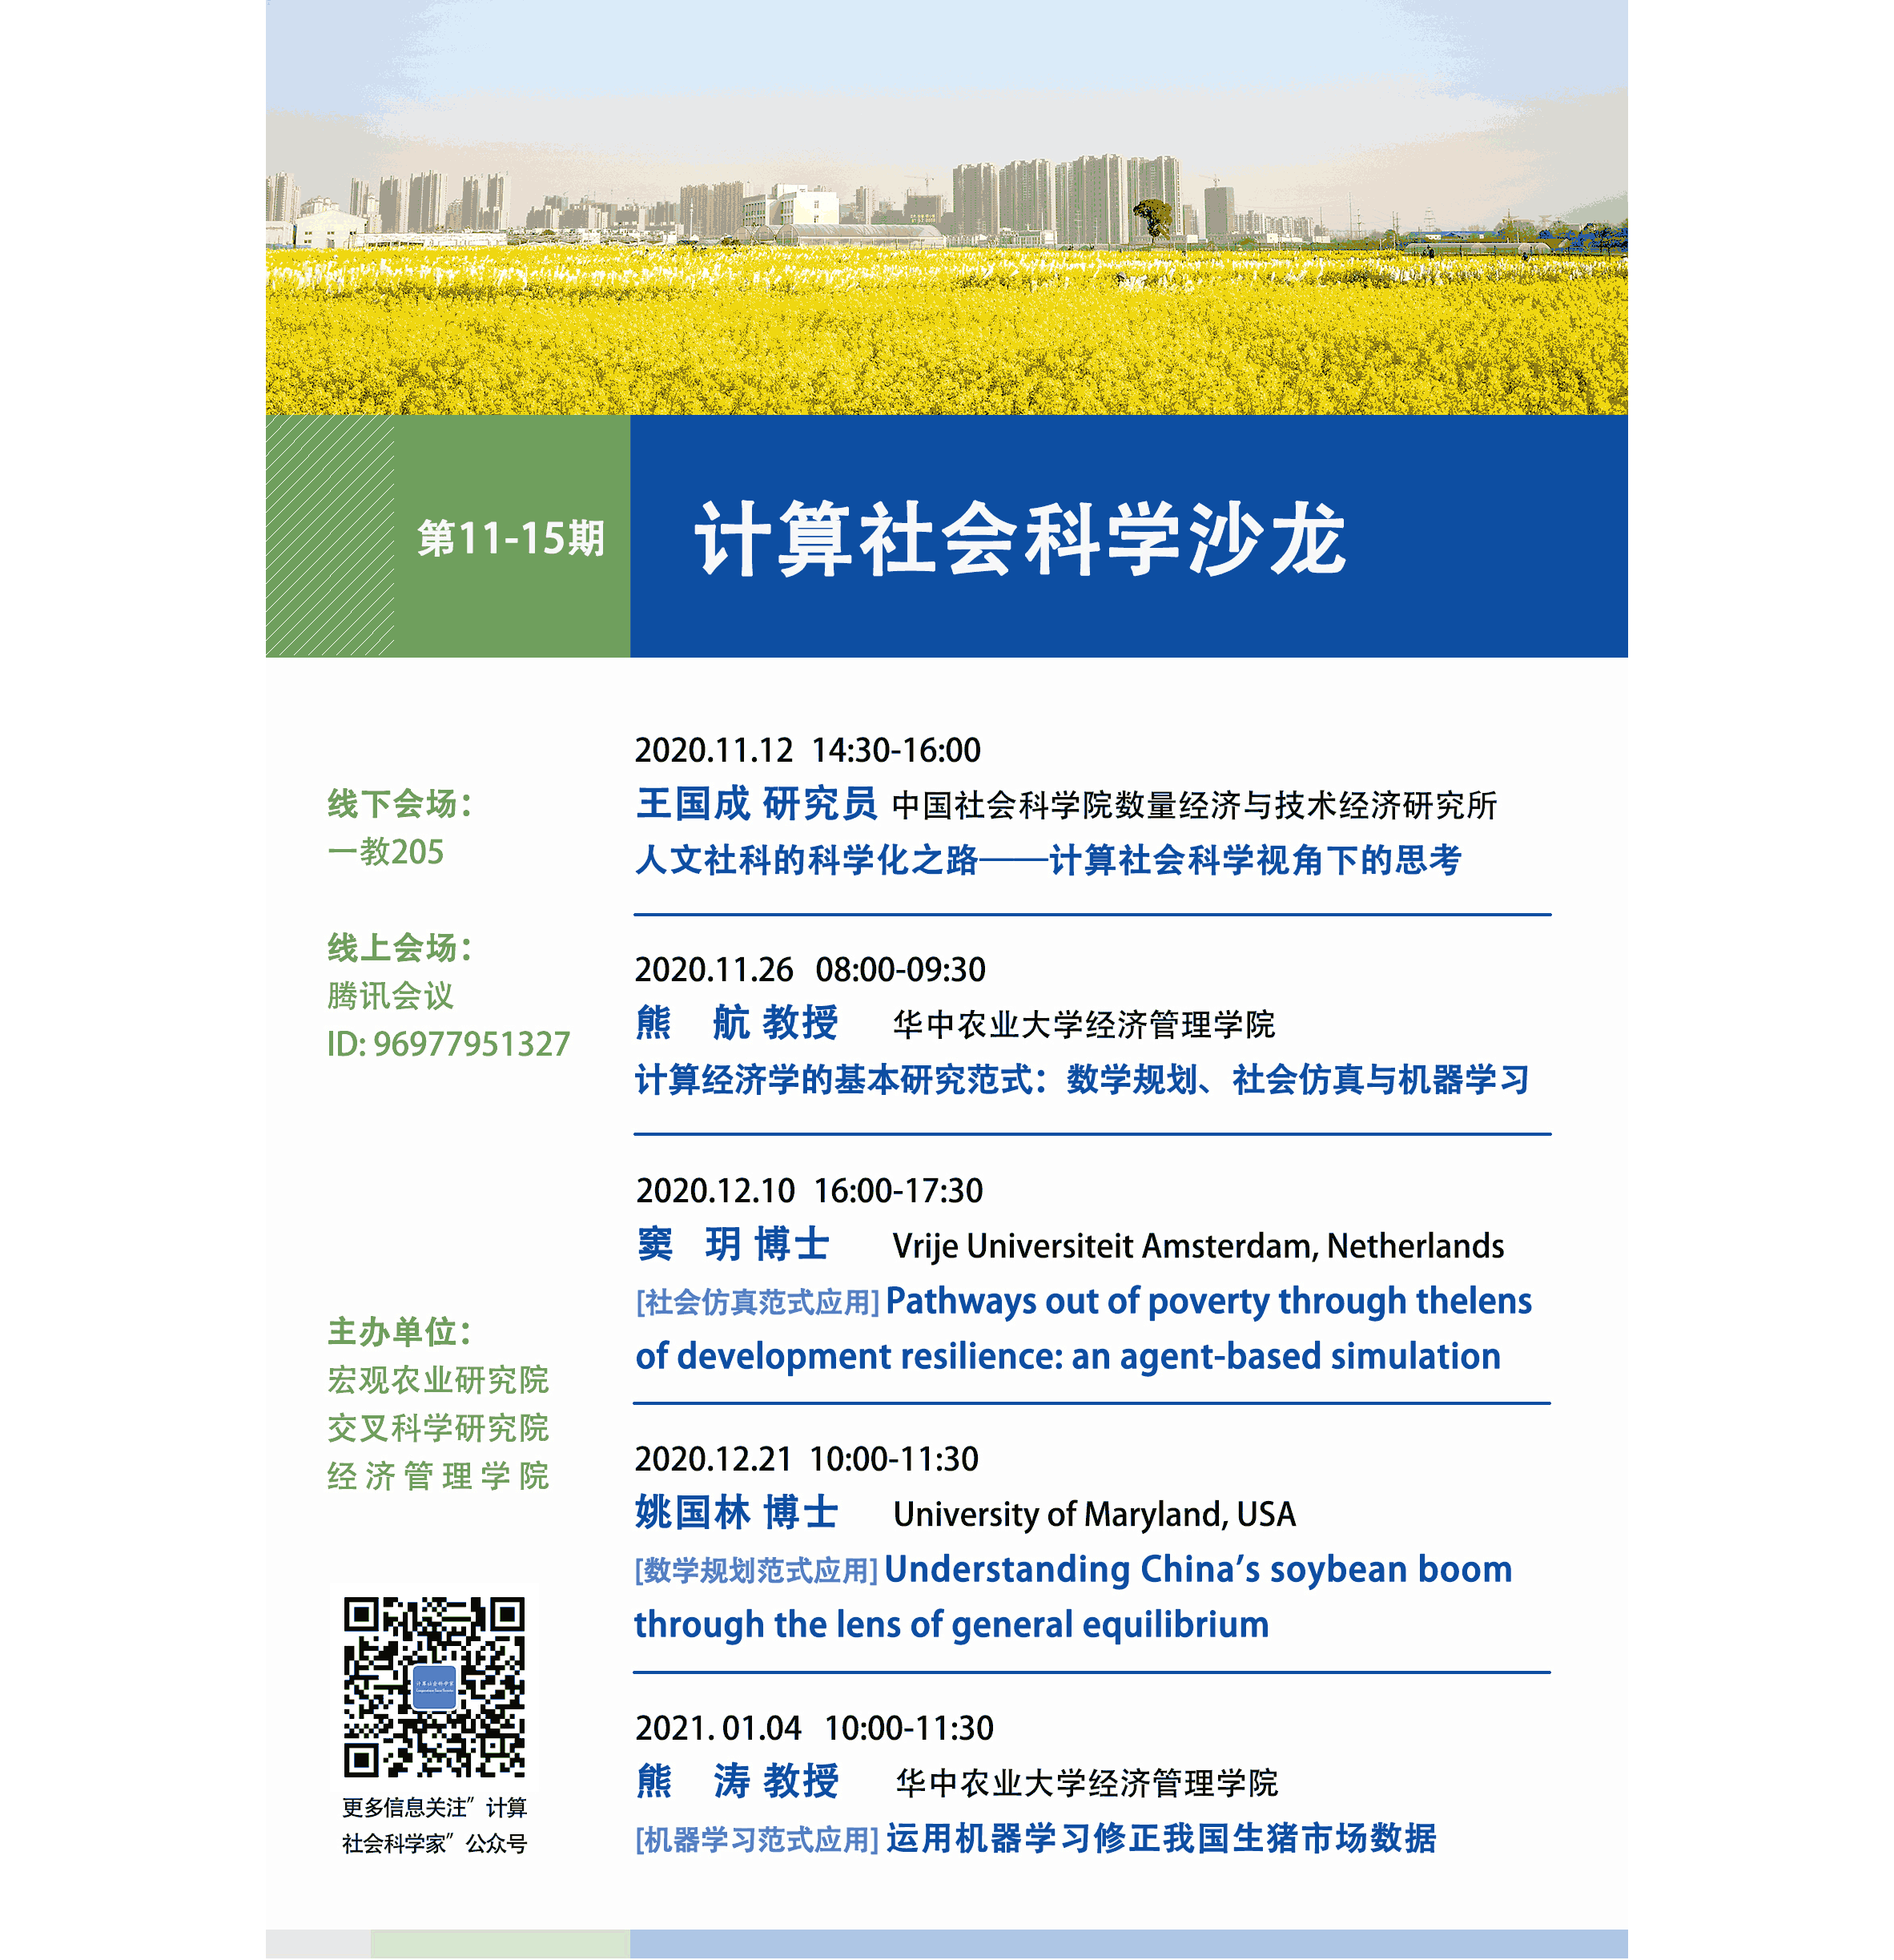 第11-15期
计算社会科学沙龙
线下会场：
一教205
线上会场：
腾讯会议
ID: 96977951327
主办单位：
宏观农业研究院
交叉科学研究院
经济管理学院
更多信息关注”计算
社会科学家”公众号
2020.11.12 14:30-16:00
王国成 研究员 中国社会科学院数量经济与技术经济研究所
人文社科的科学化之路——计算社会科学视角下的思考
2020.11.26 08:00-09:30
熊 航 教授 华中农业大学经济管理学院
计算经济学的基本研究范式：数学规划、社会仿真与机器学习
2020.12.10 16:00-17:30
窦 玥 博士 Vrije Universiteit Amsterdam, Netherlands
[社会仿真范式应用] Pathways out of poverty through thelens
of development resilience: an agent-based simulation
2020.12.21 10:00-11:30
姚国林 博士 University of Maryland, USA
[数学规划范式应用] Understanding China’s soybean boom
through the lens of general equilibrium
2021. 01.04 10:00-11:30
熊 涛 教授 华中农业大学经济管理学院
[机器学习范式应用] 运用机器学习修正我国生猪市场数据